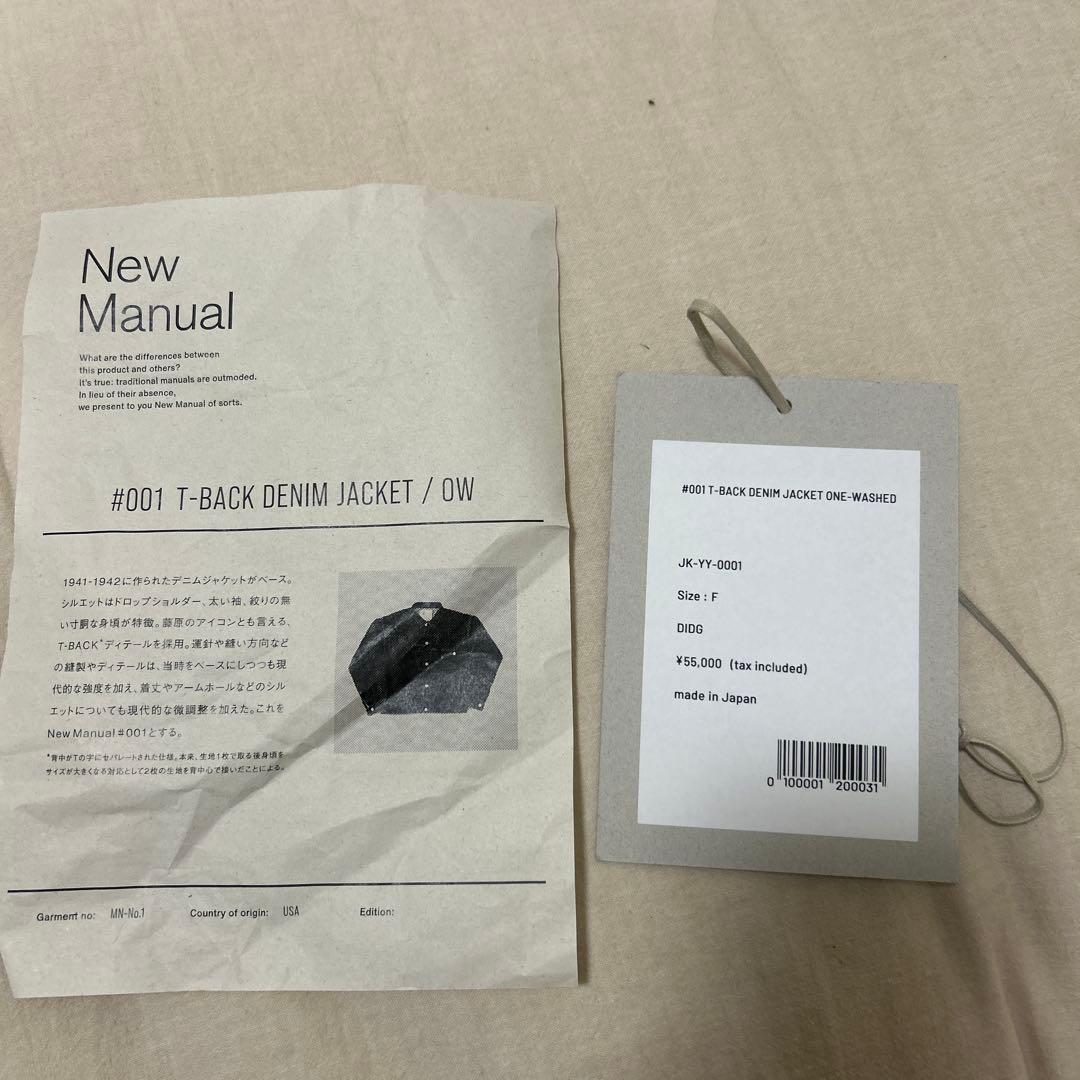 New
Manual
What are the differences between
this product and others?
It's true: traditional manuals are outmoded.
In lieu of their absence,
we present to you New Manual of sorts.
#001 T-BACK DENIM JACKET / OW
1941-1942に作られたデニムジャケットがベース。
シルエットはドロップショルダー、太い袖、絞りの無
い寸胴な身頃が特徴。藤原のアイコンとも言える、
T-BACK*ディテールを採用。運針や縫い方向など
の縫製やディテールは、当時をベースにしつつも現
代的な強度を加え、着丈やアームホールなどのシル
エットについても現代的な微調整を加えた。これを
New Manual #001とする。
*背中がTの字にセパレートされた仕様。本来、生地1枚で取る後身頃を
サイズが大きくなる対応として2枚の生地を背中心で接いだことによる。
Garment no: MN-No.1 Country of origin: USA Edition:
#001 T-BACK DENIM JACKET ONE-WASHED
JK-YY-0001
Size : F
DIDG
¥55,000 (tax included)
made in Japan
0 100001 200031